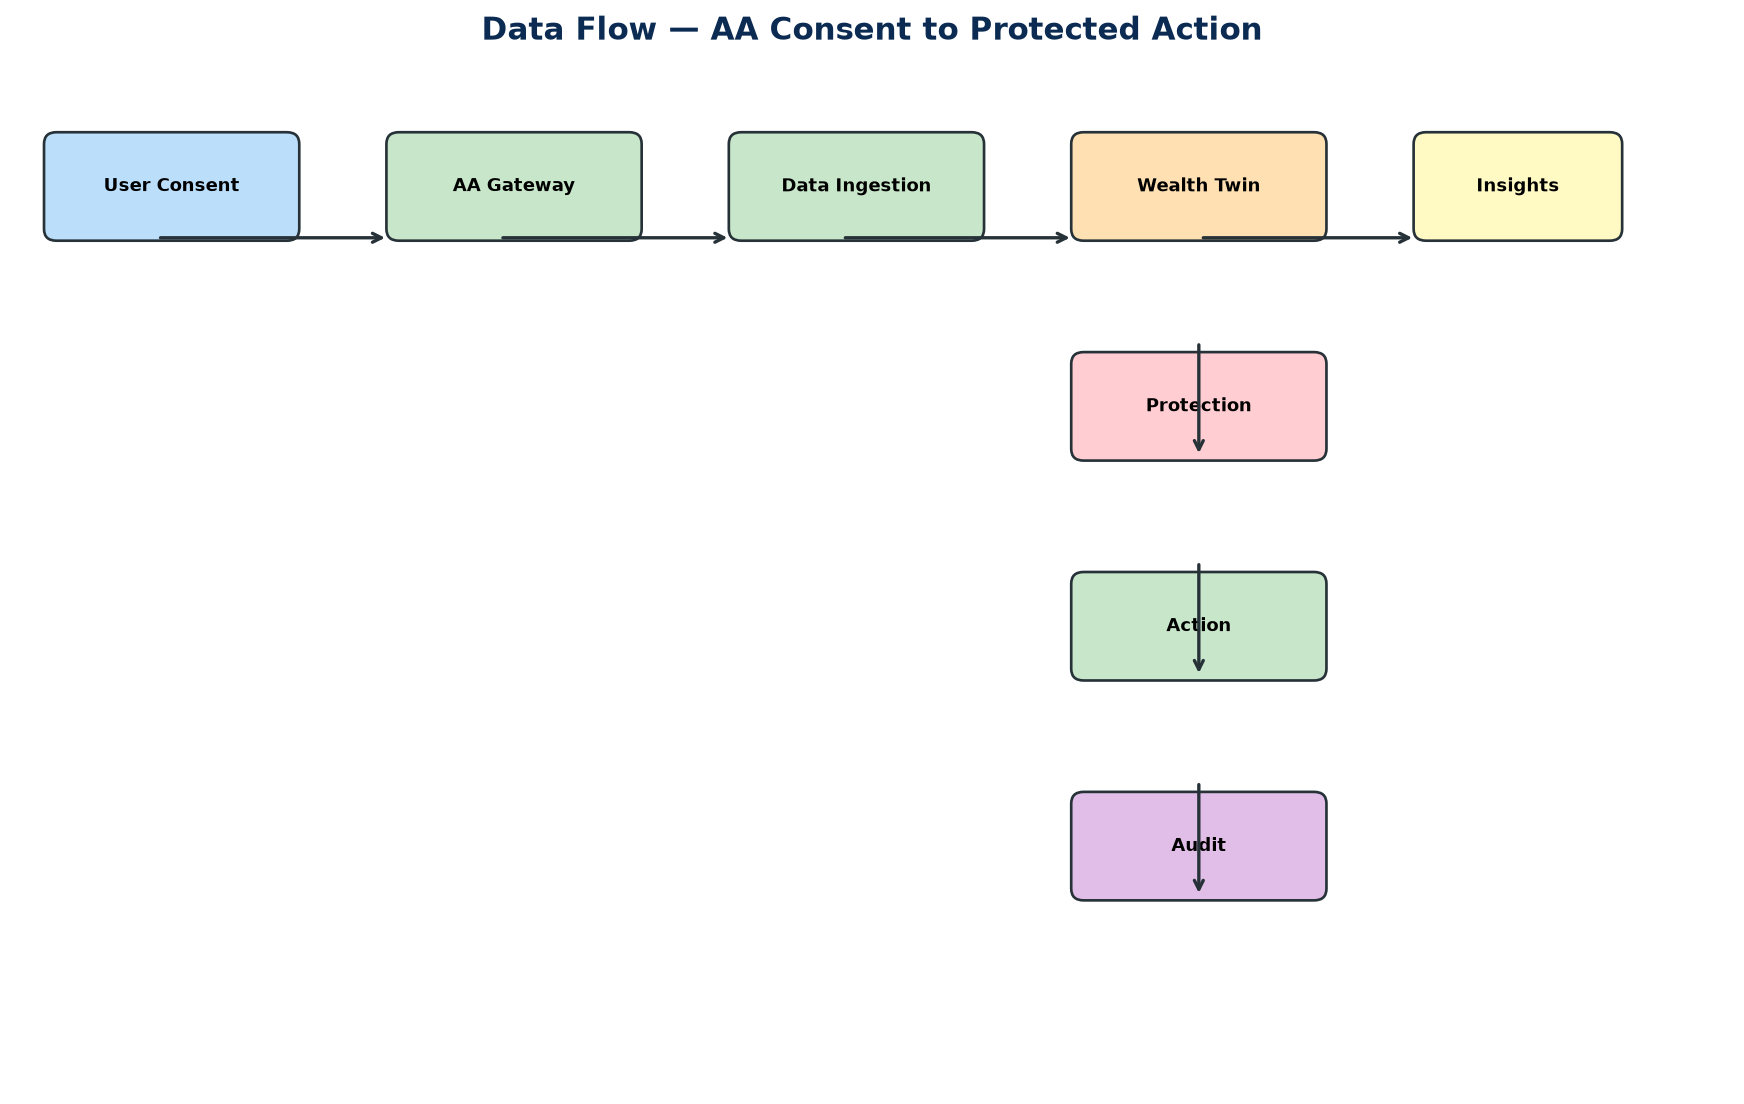 Data Flow — AA Consent to Protected Action
User Consent
AA Gateway
Data Ingestion
Wealth Twin
Insights
Protection
Action
Audit